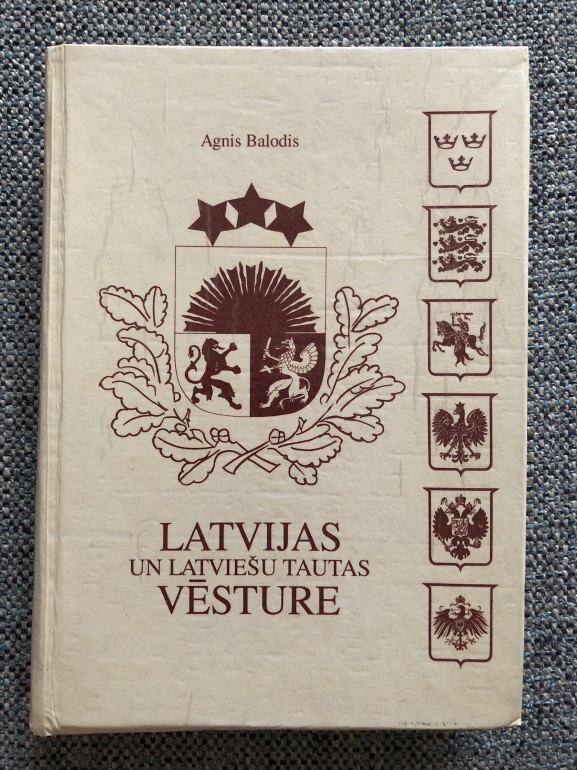 Agnis Balodis
LATVIJAS
UN LATVIEŠU TAUTAS
VĒSTURE